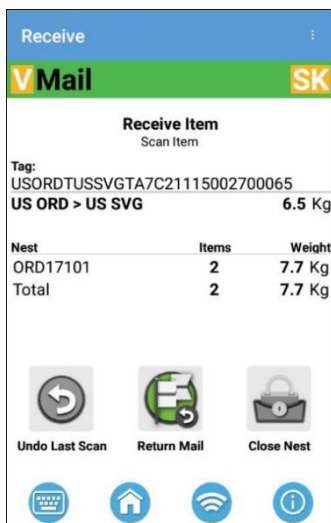 Receive
V Mail SK
Receive Item
Scan Item
Tag:
USORDTUSSVGTA7C21115002700065
US ORD > US SVG 6.5 Kg
Nest Items Weight
ORD17101 2 7.7 Kg
Total 2 7.7 Kg
Undo Last Scan Return Mail Close Nest